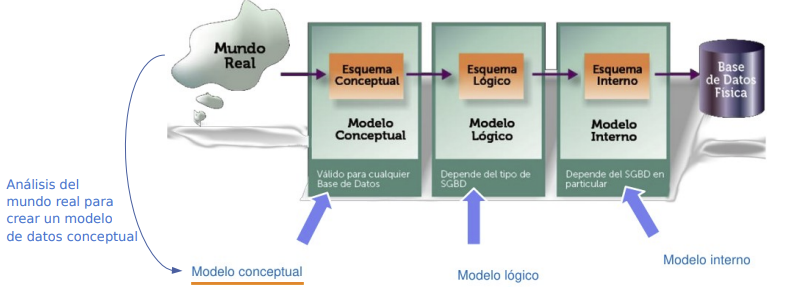 Mundo
Real
Esquema
Conceptual
Modelo
Conceptual
Válido para cualquier
Base de Datos
Esquema
Lógico
Modelo
Lógico
Depende del tipo de
SGBD
Esquema
Interno
Modelo
Interno
Depende del SGBD en
particular
Base
de Datos
Física
Análisis del
mundo real para
crear un modelo
de datos conceptual
Modelo conceptual
Modelo lógico
Modelo interno